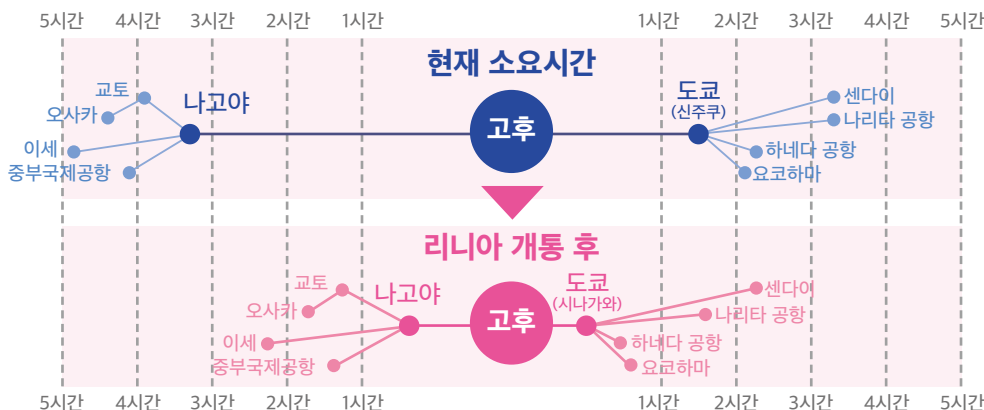 5시간 4시간 3시간 2시간 1시간 1시간 2시간 3시간 4시간 5시간
현재 소요시간
교토
나고야
오사카
이세
중부국제공항
고후
도쿄
(신주쿠)
센다이
나리타 공항
하네다 공항
요코하마
리니아 개통 후
교토
나고야
오사카
이세
중부국제공항
고후
도쿄
(시나가와)
센다이
나리타 공항
하네다 공항
요코하마
5시간 4시간 3시간 2시간 1시간 1시간 2시간 3시간 4시간 5시간